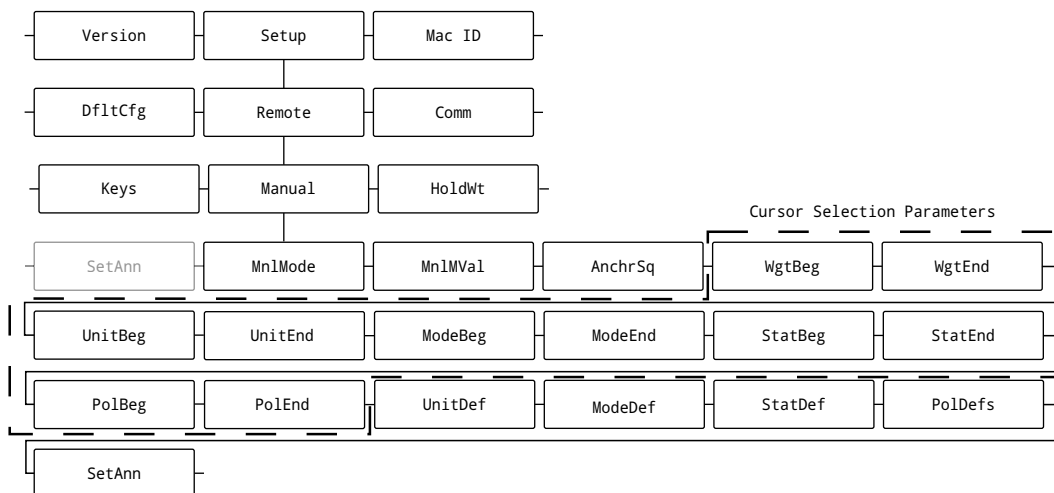 Version Setup Mac ID
DfltCfg Remote Comm
Keys Manual HoldWt
Cursor Selection Parameters
SetAnn MnlMode MnlMVal AnchrSq WgtBeg WgtEnd
UnitBeg UnitEnd ModeBeg ModeEnd StatBeg StatEnd
PolBeg PolEnd UnitDef ModeDef StatDef PolDefs
SetAnn